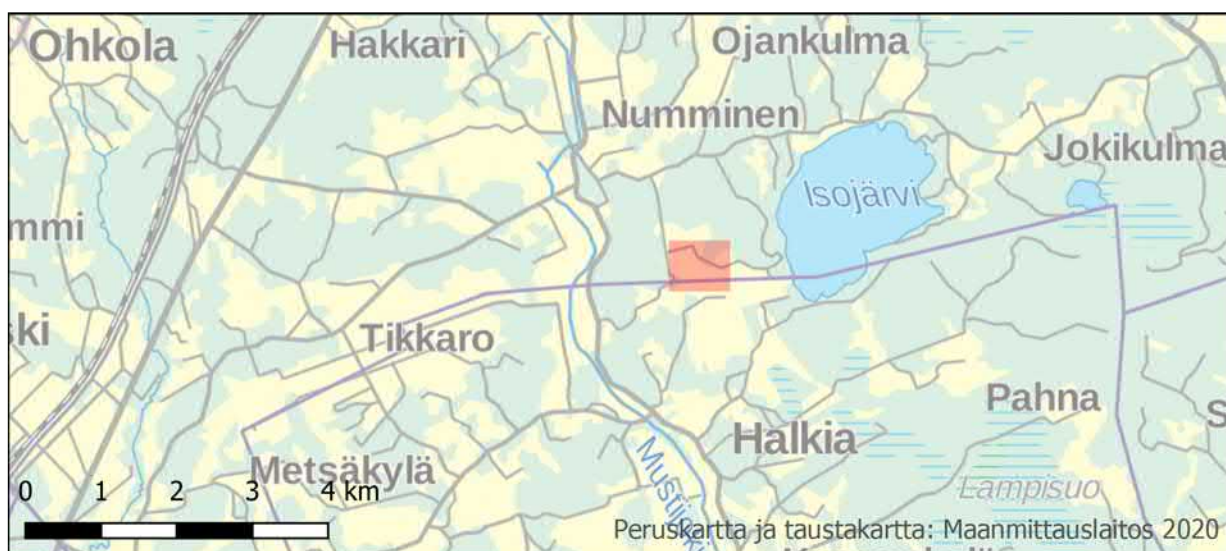 Ojankulma
Ohkola
Hakkari
Numminen
Jokikulma
Isojärvi
mmi
ski
Tikkaro
Pahna
S
Halkia
Metsäkylä
Mustijoki
Lampisuo
0 1 2 3 4 km
Peruskartta ja taustakartta: Maanmittauslaitos 2020